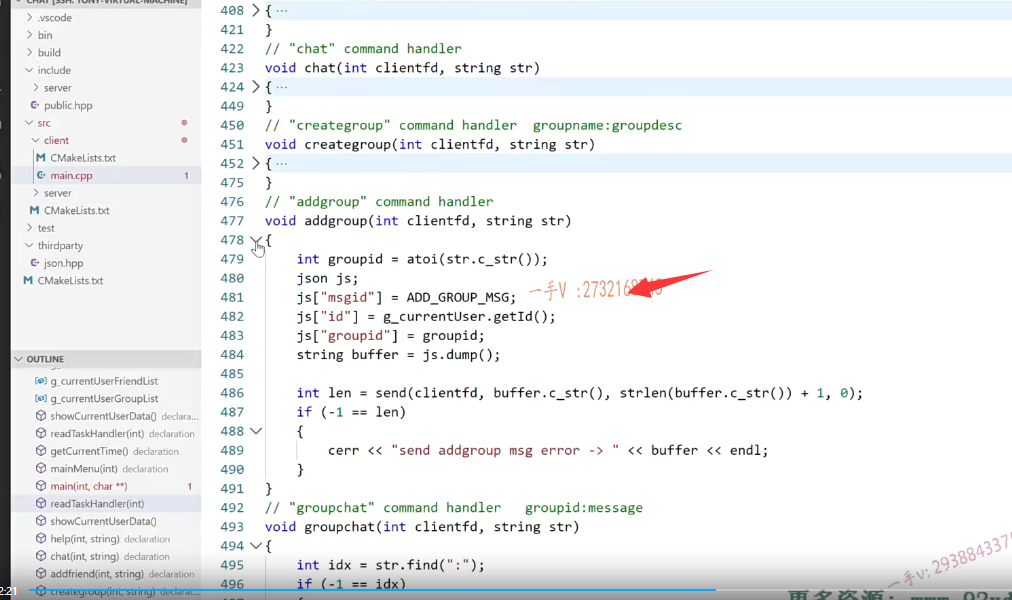 CHAT [SSH: TONY-VIRTUAL-MACHINE]
.vscode
bin
build
include
server
public.hpp
src
client
CMakeLists.txt
main.cpp 1
server
CMakeLists.txt
test
thirdparty
json.hpp
CMakeLists.txt
OUTLINE
g_currentUserFriendList
g_currentUserGroupList
showCurrentUserData() declara...
readTaskHandler(int) declaration
getCurrentTime() declaration
mainMenu(int) declaration
main(int, char **) 1
readTaskHandler(int)
showCurrentUserData()
help(int, string) declaration
chat(int, string) declaration
addfriend(int, string) declaration
creategroup(int, string) declarat...
2:21
408 { ...
421 }
422 // "chat" command handler
423 void chat(int clientfd, string str)
424 { ...
449 }
450 // "creategroup" command handler groupname:groupdesc
451 void creategroup(int clientfd, string str)
452 { ...
475 }
476 // "addgroup" command handler
477 void addgroup(int clientfd, string str)
478 {
479 int groupid = atoi(str.c_str());
480 json js;
481 js["msgid"] = ADD_GROUP_MSG;
一手V :273216
482 js["id"] = g_currentUser.getId();
483 js["groupid"] = groupid;
484 string buffer = js.dump();
485
486 int len = send(clientfd, buffer.c_str(), strlen(buffer.c_str()) + 1, 0);
487 if (-1 == len)
488 {
489 cerr << "send addgroup msg error -> " << buffer << endl;
490 }
491 }
492 // "groupchat" command handler groupid:message
493 void groupchat(int clientfd, string str)
494 {
495 int idx = str.find(":");
496 if (-1 == idx)
一手v: 293884337
更多资源: